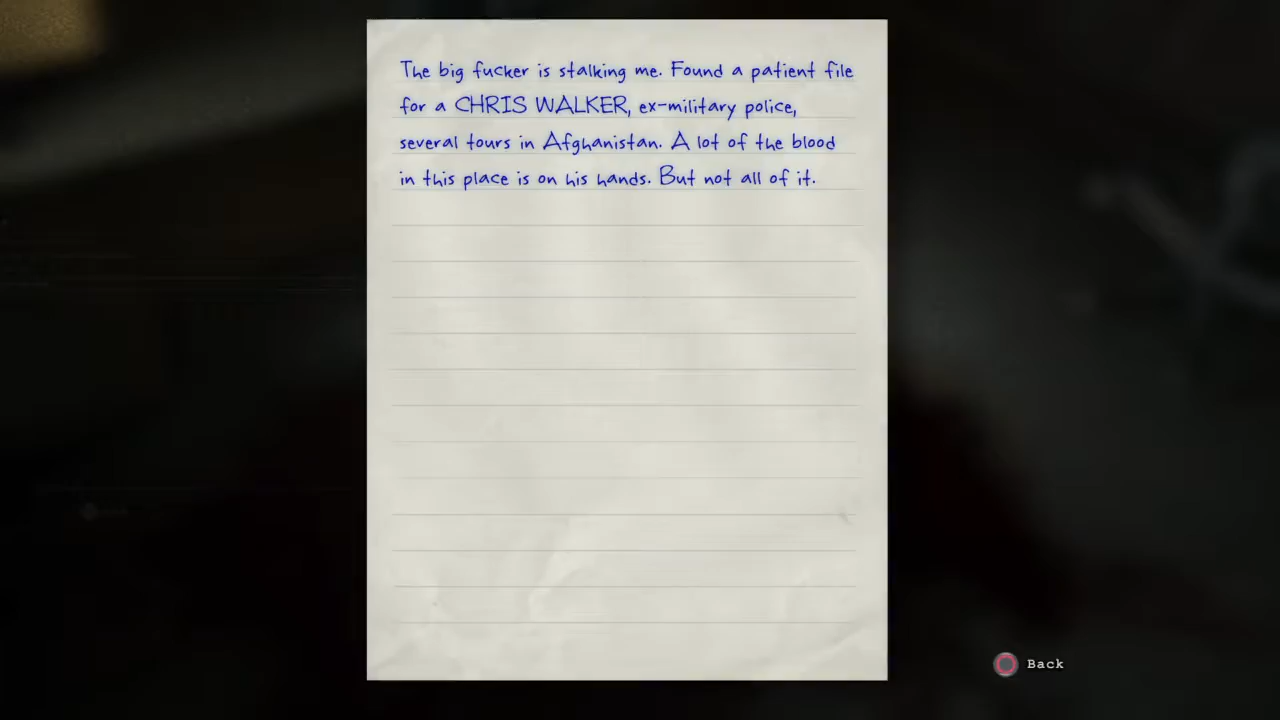 The big fucker is stalking me. Found a patient file
for a CHRIS WALKER, ex-military police,
several tours in Afghanistan. A lot of the blood
in this place is on his hands. But not all of it.
Back